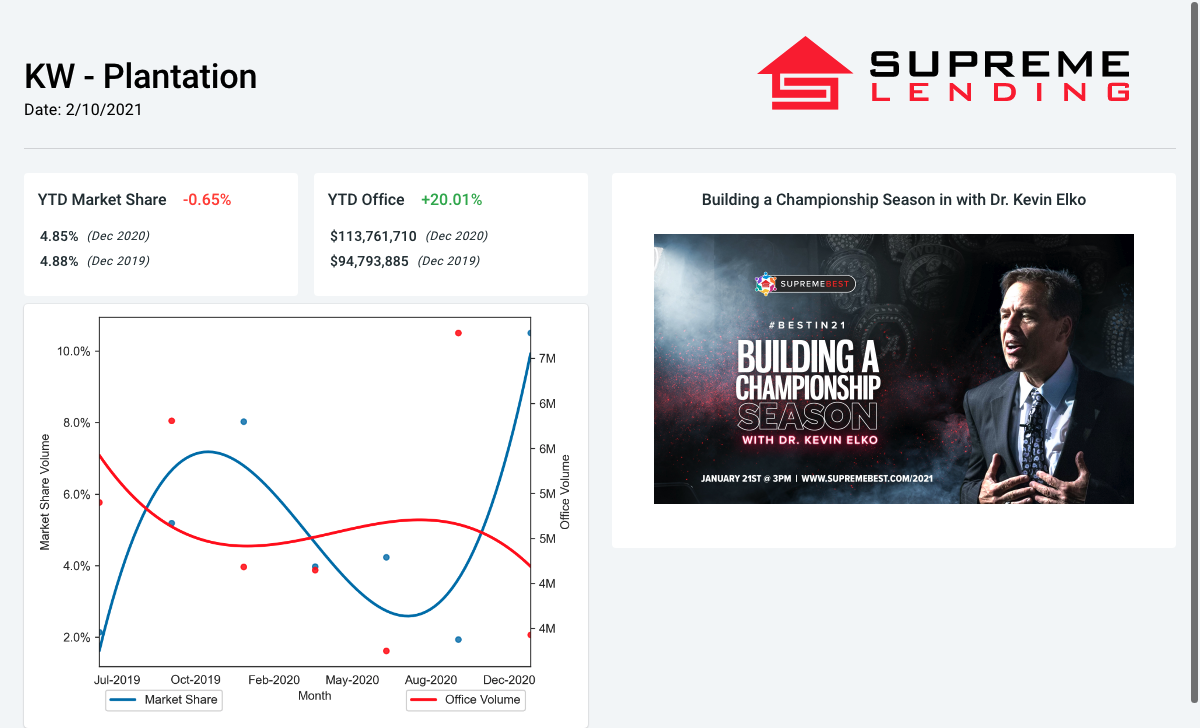 KW - Plantation
Date: 2/10/2021
SUPREME
LENDING
YTD Market Share -0.65%
4.85% (Dec 2020)
4.88% (Dec 2019)
YTD Office +20.01%
$113,761,710 (Dec 2020)
$94,793,885 (Dec 2019)
Building a Championship Season in with Dr. Kevin Elko
SUPREMEBEST
#BESTIN21
BUILDING A
CHAMPIONSHIP
SEASON
WITH DR. KEVIN ELKO
JANUARY 21ST @ 3PM | WWW.SUPREMEBEST.COM/2021
Market Share Volume
10.0%
8.0%
6.0%
4.0%
2.0%
7M
6M
6M
5M
5M
4M
4M
Office Volume
Jul-2019 Oct-2019 Feb-2020 May-2020 Aug-2020 Dec-2020
Month
Market Share
Office Volume